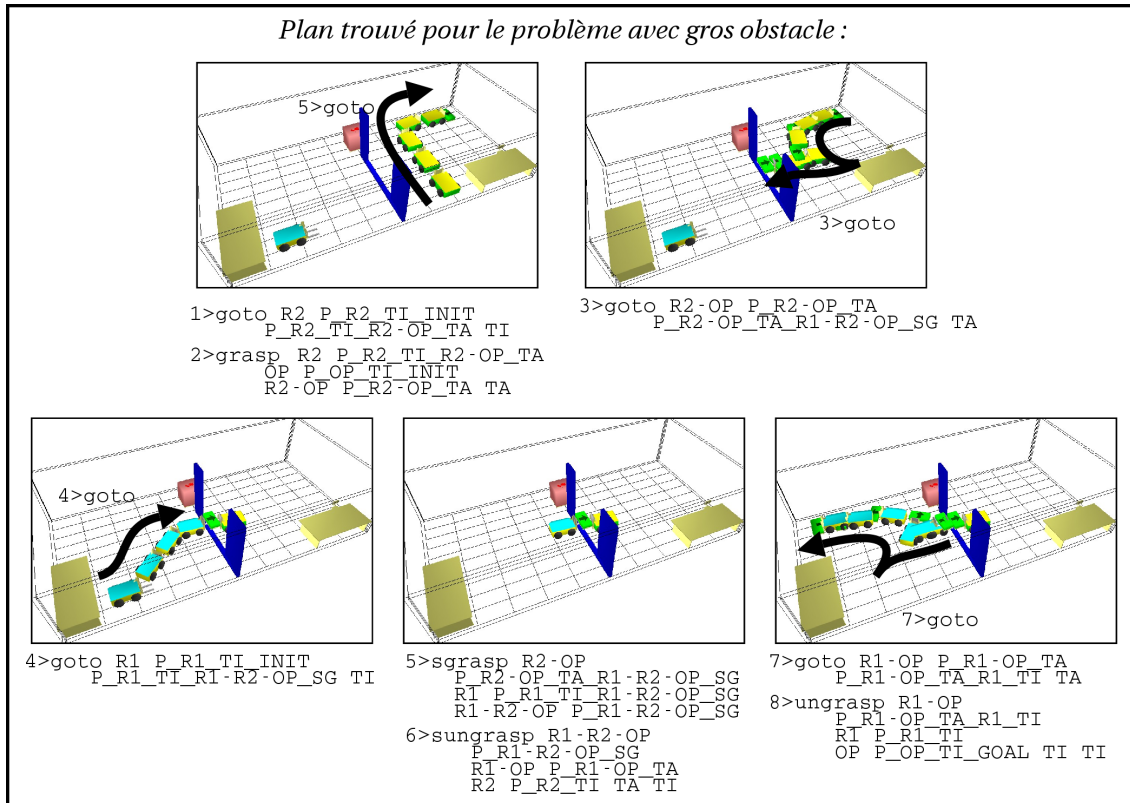 Plan trouvé pour le problème avec gros obstacle :
5>goto
3>goto
1>goto R2 P_R2_TI_INIT
P_R2_TI_R2-OP_TA TI
2>grasp R2 P_R2_TI_R2-OP_TA
OP P_OP_TI_INIT
R2-OP P_R2-OP_TA TA
3>goto R2-OP P_R2-OP_TA
P_R2-OP_TA_R1-R2-OP_SG TA
4>goto
7>goto
4>goto R1 P_R1_TI_INIT
P_R1_TI_R1-R2-OP_SG TI
5>sgrasp R2-OP
P_R2-OP_TA_R1-R2-OP_SG
R1 P_R1_TI_R1-R2-OP_SG
R1-R2-OP P_R1-R2-OP_SG
6>sungrasp R1-R2-OP
P_R1-R2-OP_SG
R1-OP P_R1-OP_TA
R2 P_R2_TI TA TI
7>goto R1-OP P_R1-OP_TA
P_R1-OP_TA_R1_TI TA
8>ungrasp R1-OP
P_R1-OP_TA_R1_TI
R1 P_R1_TI
OP P_OP_TI_GOAL TI TI